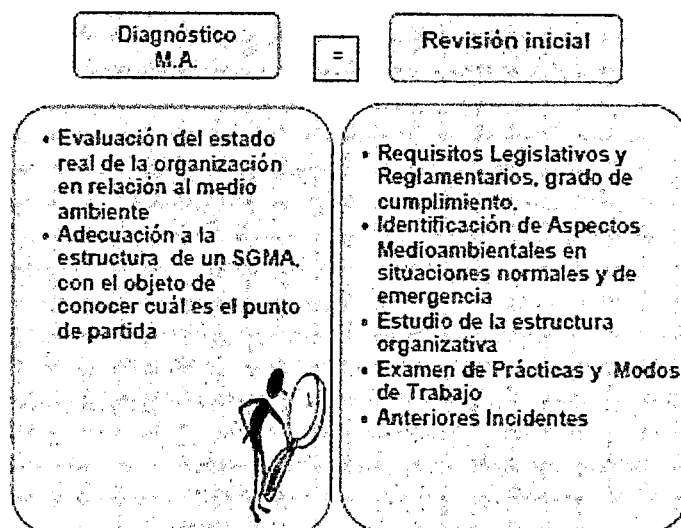 Diagnóstico
M.A.
=
Revisión inicial
• Evaluación del estado
real de la organización
en relación al medio
ambiente
• Adecuación a la
estructura de un SGMA,
con el objeto de
conocer cuál es el punto
de partida
• Requisitos Legislativos y
Reglamentarios, grado de
cumplimiento.
• Identificación de Aspectos
Medioambientales en
situaciones normales y de
emergencia
• Estudio de la estructura
organizativa
• Examen de Prácticas y Modos
de Trabajo
• Anteriores Incidentes